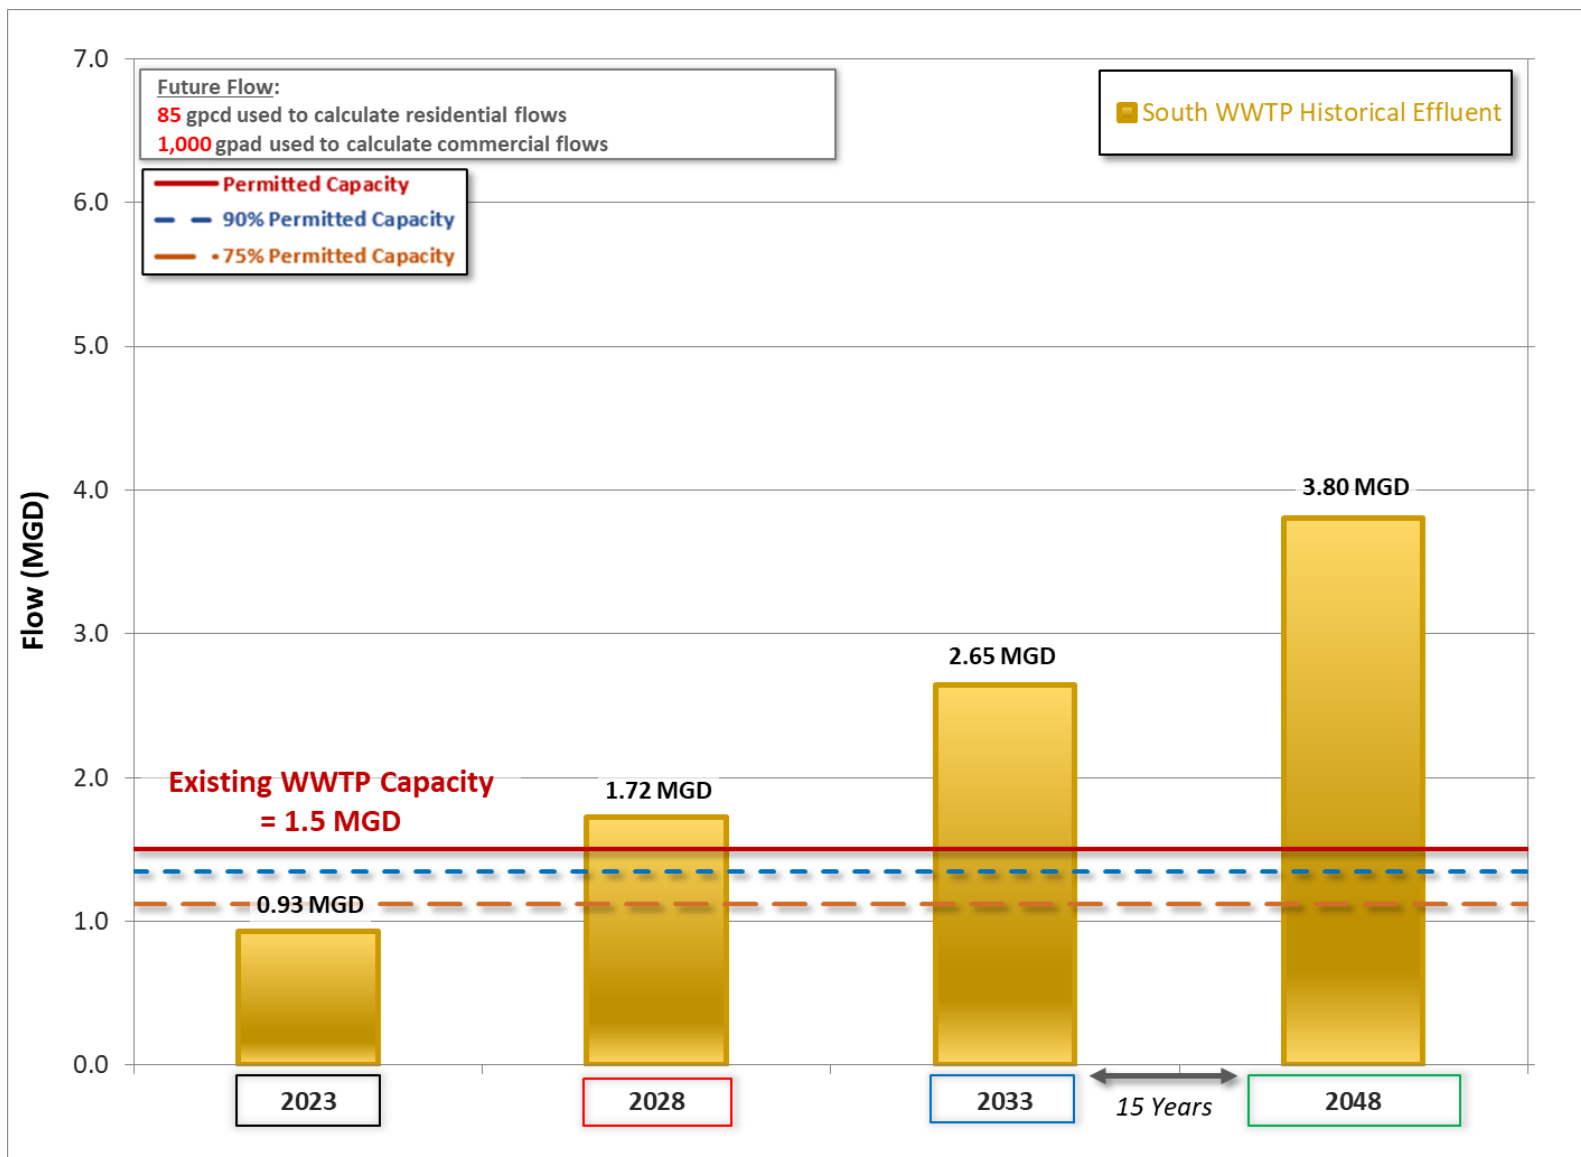 7.0
6.0
5.0
4.0
3.0
2.0
1.0
0.0
Flow (MGD)
Future Flow:
85 gpcd used to calculate residential flows
1,000 gpad used to calculate commercial flows
Permitted Capacity
90% Permitted Capacity
75% Permitted Capacity
South WWTP Historical Effluent
Existing WWTP Capacity
= 1.5 MGD
0.93 MGD
1.72 MGD
2.65 MGD
3.80 MGD
2023
2028
2033
15 Years
2048